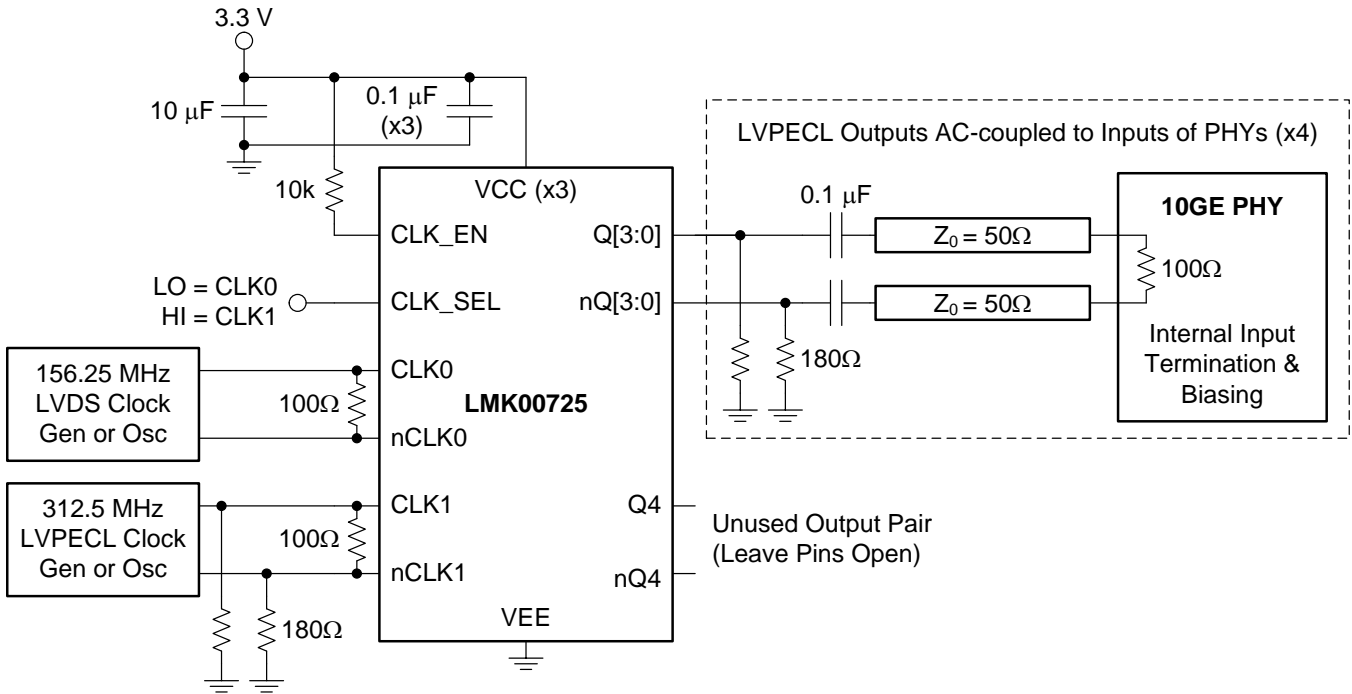 3.3 V
10 μF
0.1 μF
(x3)
10k
VCC (x3)
CLK_EN
LO = CLK0
HI = CLK1
CLK_SEL
156.25 MHz
LVDS Clock
Gen or Osc
100Ω
CLK0
nCLK0
LMK00725
312.5 MHz
LVPECL Clock
Gen or Osc
100Ω
CLK1
nCLK1
180Ω
VEE
Q[3:0]
nQ[3:0]
Q4
nQ4
Unused Output Pair
(Leave Pins Open)
LVPECL Outputs AC-coupled to Inputs of PHYs (x4)
0.1 μF
Z0 = 50Ω
Z0 = 50Ω
180Ω
10GE PHY
100Ω
Internal Input
Termination &
Biasing